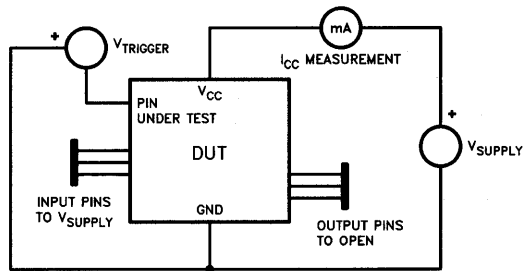 +
VTRIGGER
mA
ICC MEASUREMENT
VCC
PIN
UNDER TEST
DUT
+
VSUPPLY
INPUT PINS
TO VSUPPLY
GND
OUTPUT PINS
TO OPEN